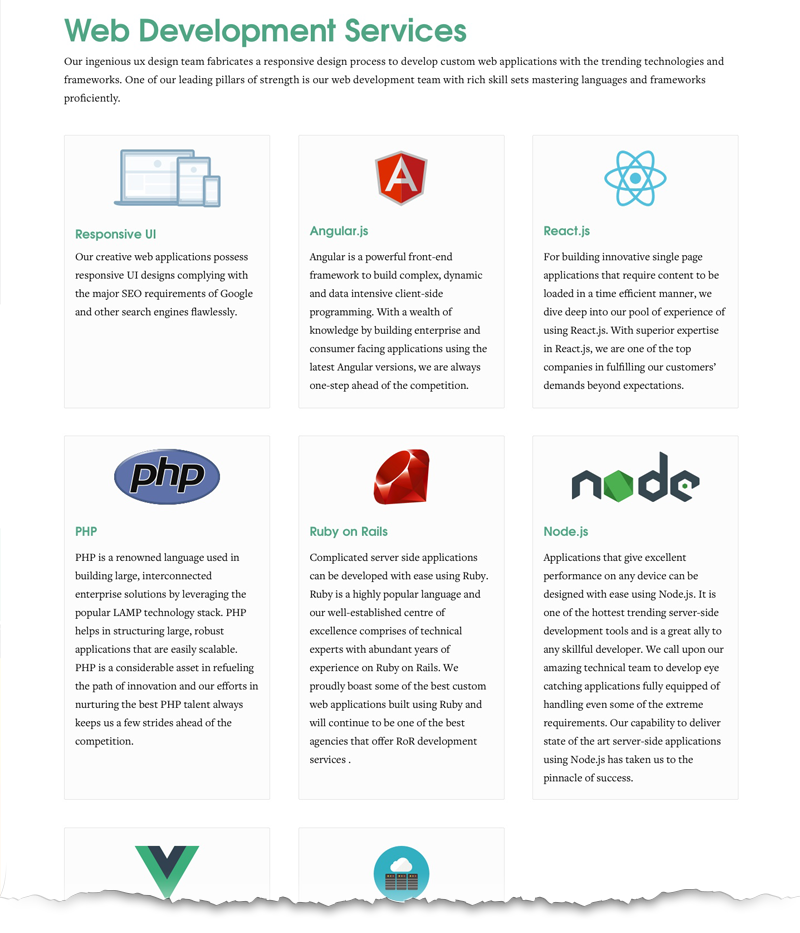 Web Development Services
Our ingenious ux design team fabricates a responsive design process to develop custom web applications with the trending technologies and
frameworks. One of our leading pillars of strength is our web development team with rich skill sets mastering languages and frameworks
proficiently.
Responsive UI
Our creative web applications possess
responsive UI designs complying with
the major SEO requirements of Google
and other search engines flawlessly.
A
Angular.js
Angular is a powerful front-end
framework to build complex, dynamic
and data intensive client-side
programming. With a wealth of
knowledge by building enterprise and
consumer facing applications using the
latest Angular versions, we are always
one-step ahead of the competition.
React.js
For building innovative single page
applications that require content to be
loaded in a time efficient manner, we
dive deep into our pool of experience of
using React.js. With superior expertise
in React.js, we are one of the top
companies in fulfilling our customers'
demands beyond expectations.
php
PHP
PHP is a renowned language used in
building large, interconnected
enterprise solutions by leveraging the
popular LAMP technology stack. PHP
helps in structuring large, robust
applications that are easily scalable.
PHP is a considerable asset in refueling
the path of innovation and our efforts in
nurturing the best PHP talent always
keeps us a few strides ahead of the
competition.
Ruby on Rails
Complicated server side applications
can be developed with ease using Ruby.
Ruby is a highly popular language and
our well-established centre of
excellence comprises of technical
experts with abundant years of
experience on Ruby on Rails. We
proudly boast some of the best custom
web applications built using Ruby and
will continue to be one of the best
agencies that offer RoR development
services .
node
Node.js
Applications that give excellent
performance on any device can be
designed with ease using Node.js. It is
one of the hottest trending server-side
development tools and is a great ally to
any skillful developer. We call upon our
amazing technical team to develop eye
catching applications fully equipped of
handling even some of the extreme
requirements. Our capability to deliver
state of the art server-side applications
using Node.js has taken us to the
pinnacle of success.